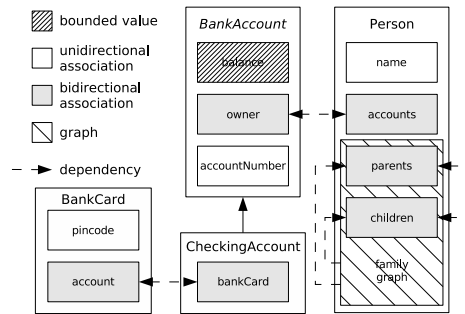 bounded value
unidirectional
association
bidirectional
association
graph
dependency
BankCard
pincode
account
BankAccount
balance
owner
accountNumber
CheckingAccount
bankCard
Person
name
accounts
parents
children
family
graph